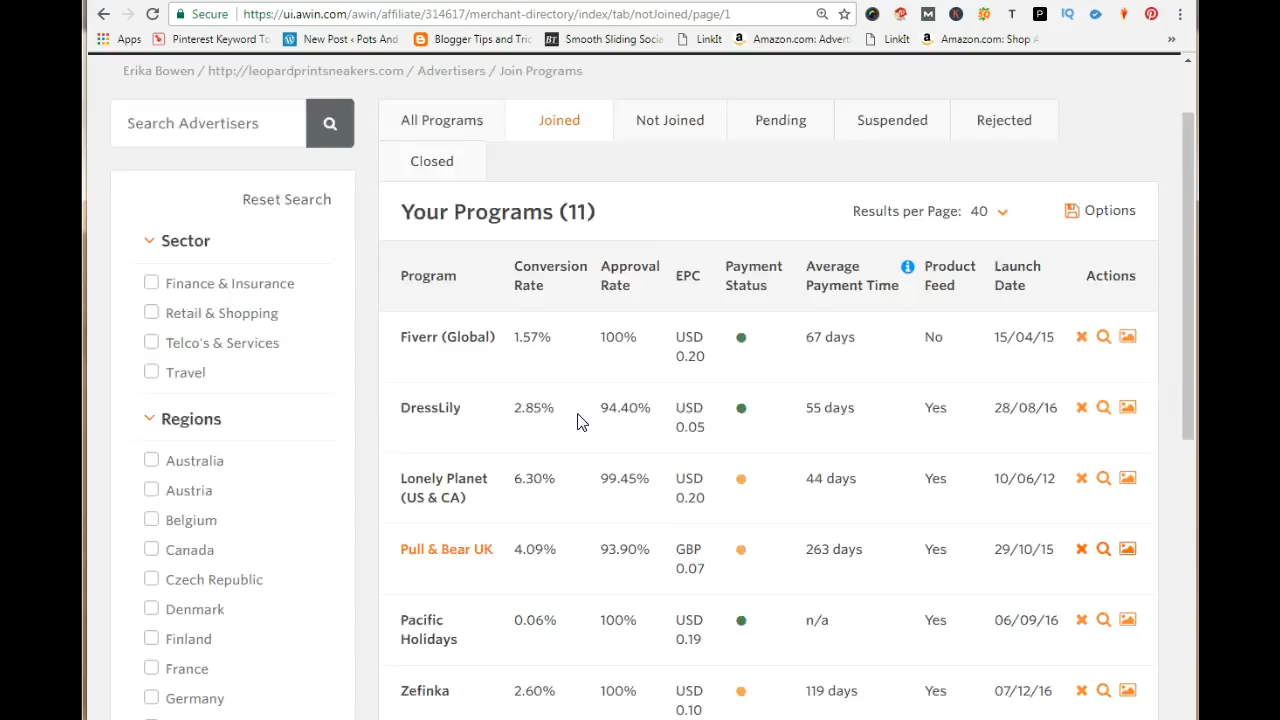 Secure
https://ui.awin.com/awin/affiliate/314617/merchant-directory/index/tab/notJoined/page/1
Apps
Pinterest Keyword To
New Post ‹ Pots And
Blogger Tips and Tric
BT
Smooth Sliding Socia
LinkIt
Amazon.com: Advert
LinkIt
Amazon.com: Shop A
»
Erika Bowen / http://leopardprintsneakers.com / Advertisers / Join Programs
Search Advertisers
All Programs
Joined
Not Joined
Pending
Suspended
Rejected
Closed
Reset Search
Sector
Finance & Insurance
Retail & Shopping
Telco's & Services
Travel
Regions
Australia
Austria
Belgium
Canada
Czech Republic
Denmark
Finland
France
Germany
Your Programs (11)
Results per Page: 40
Options
Program
Conversion
Rate
Approval
Rate
EPC
Payment
Status
Average
Payment Time
Product
Feed
Launch
Date
Actions
Fiverr (Global)
1.57%
100%
USD
0.20
67 days
No
15/04/15
DressLily
2.85%
94.40%
USD
0.05
55 days
Yes
28/08/16
Lonely Planet
(US & CA)
6.30%
99.45%
USD
0.20
44 days
Yes
10/06/12
Pull & Bear UK
4.09%
93.90%
GBP
0.07
263 days
Yes
29/10/15
Pacific
Holidays
0.06%
100%
USD
0.19
n/a
Yes
06/09/16
Zefinka
2.60%
100%
USD
0.10
119 days
Yes
07/12/16